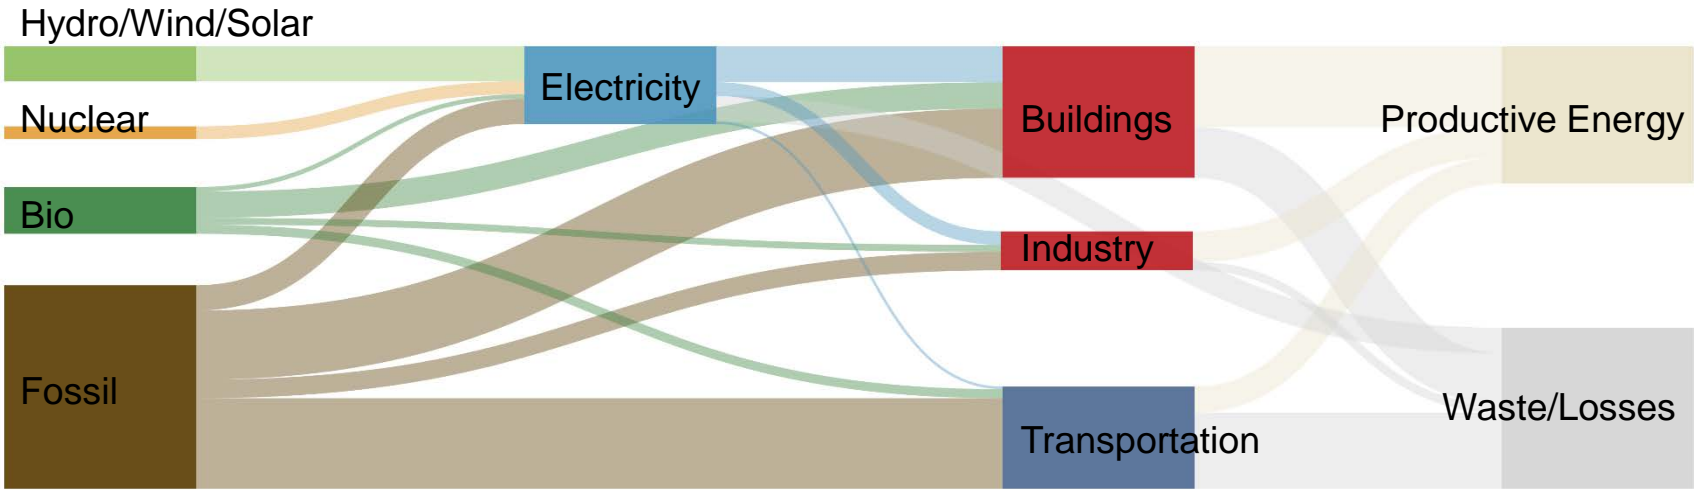 Hydro/Wind/Solar
Nuclear
Bio
Fossil
Electricity
Buildings
Industry
Transportation
Productive Energy
Waste/Losses